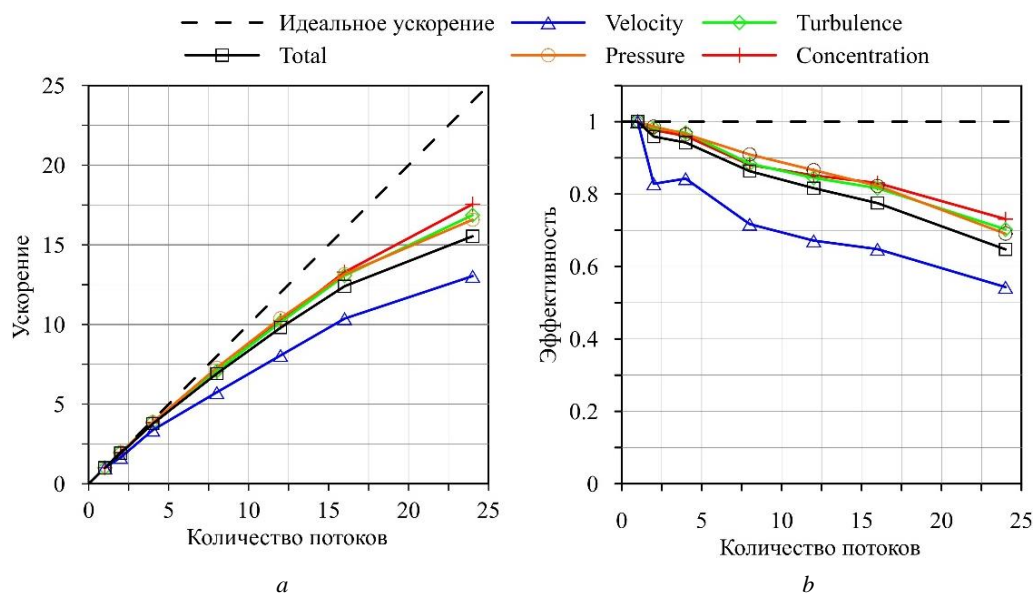 Идеальное ускорение Velocity Turbulence
Total Pressure Concentration
Ускорение
25
20
15
10
5
0
0 5 10 15 20 25
Количество потоков
a
Эффективность
1
0.8
0.6
0.4
0.2
0
0 5 10 15 20 25
Количество потоков
b